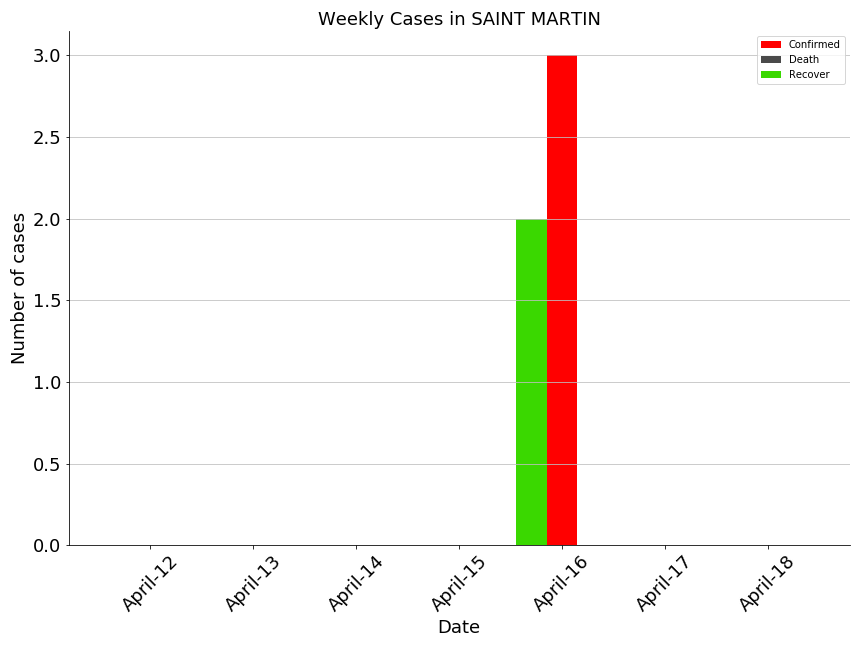 Weekly Cases in SAINT MARTIN
Confirmed
Death
Recover
Number of cases
3.0
2.5
2.0
1.5
1.0
0.5
0.0
April-12
April-13
April-14
April-15
April-16
April-17
April-18
Date